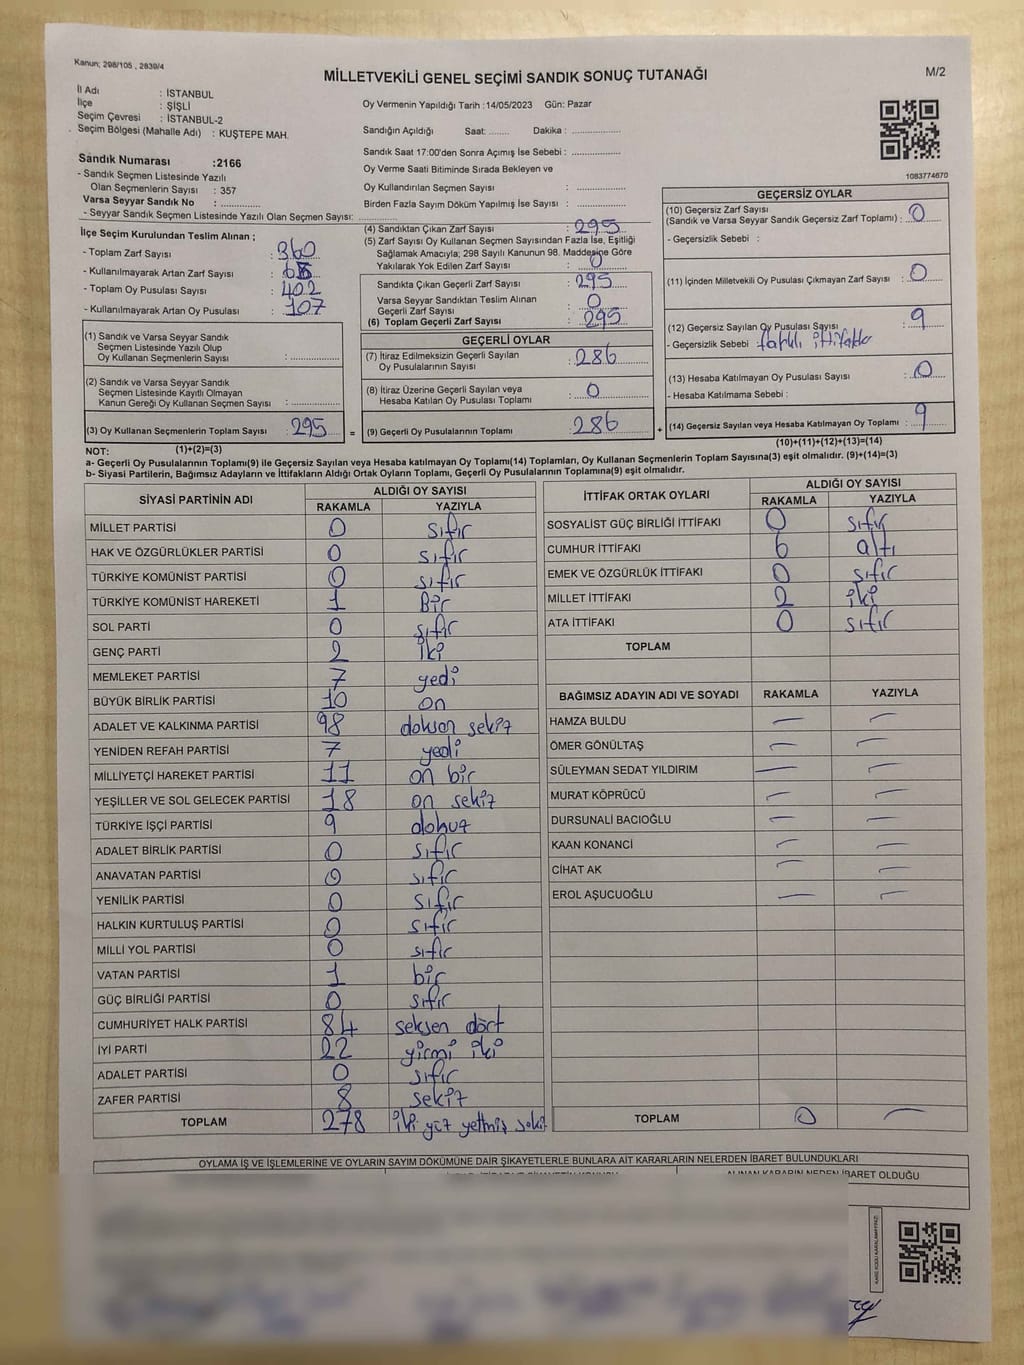 Kanun; 298/105 , 2839/4
MİLLETVEKİLİ GENEL SEÇİMİ SANDIK SONUÇ TUTANAĞI
M/2
İl Adı : İSTANBUL
İlçe : ŞİŞLİ
Seçim Çevresi : İSTANBUL-2
Seçim Bölgesi (Mahalle Adı) : KUŞTEPE MAH.
Sandık Numarası :2166
- Sandık Seçmen Listesinde Yazılı
Olan Seçmenlerin Sayısı : 357
Varsa Seyyar Sandık No : ..............
- Seyyar Sandık Seçmen Listesinde Yazılı Olan Seçmen Sayısı: ..............
Oy Vermenin Yapıldığı Tarih :14/05/2023 Gün: Pazar
Sandığın Açıldığı Saat: ........ Dakika : ..............
Sandık Saat 17:00'den Sonra Açımış İse Sebebi : ..............
Oy Verme Saati Bitiminde Sırada Bekleyen ve
Oy Kullandırılan Seçmen Sayısı : ..............
Birden Fazla Sayım Döküm Yapılmış İse Sayısı : ..............
1083774670
İlçe Seçim Kurulundan Teslim Alınan ;
- Toplam Zarf Sayısı : 360
- Kullanılmayarak Artan Zarf Sayısı :
- Toplam Oy Pusulası Sayısı : 402
- Kullanılmayarak Artan Oy Pusulası : 107
(4) Sandıktan Çıkan Zarf Sayısı : 295
(5) Zarf Sayısı Oy Kullanan Seçmen Sayısından Fazla İse, Eşitliği
Sağlamak Amacıyla; 298 Sayılı Kanunun 98. Maddesine Göre
Yakılarak Yok Edilen Zarf Sayısı : 0
Sandıkta Çıkan Geçerli Zarf Sayısı : 295
Varsa Seyyar Sandıktan Teslim Alınan
Geçerli Zarf Sayısı : 0
(6) Toplam Geçerli Zarf Sayısı : 295
GEÇERSİZ OYLAR
(10) Geçersiz Zarf Sayısı
(Sandık ve Varsa Seyyar Sandık Geçersiz Zarf Toplamı) : 0
- Geçersizlik Sebebi :
(11) İçinden Milletvekili Oy Pusulası Çıkmayan Zarf Sayısı : 0
(12) Geçersiz Sayılan Oy Pusulası Sayısı : 9
- Geçersizlik Sebebi farklı ittifakda
(13) Hesaba Katılmayan Oy Pusulası Sayısı : 0
- Hesaba Katılmama Sebebi :
(14) Geçersiz Sayılan veya Hesaba Katılmayan Oy Toplamı : 9
(1) Sandık ve Varsa Seyyar Sandık
Seçmen Listesinde Yazılı Olup
Oy Kullanan Seçmenlerin Sayısı : ..............
(2) Sandık ve Varsa Seyyar Sandık
Seçmen Listesinde Kayıtlı Olmayan
Kanun Gereği Oy Kullanan Seçmen Sayısı : ..............
(3) Oy Kullanan Seçmenlerin Toplam Sayısı : 295 =
GEÇERLİ OYLAR
(7) İtiraz Edilmeksizin Geçerli Sayılan
Oy Pusulalarının Sayısı : 286
(8) İtiraz Üzerine Geçerli Sayılan veya
Hesaba Katılan Oy Pusulası Toplamı : 0
(9) Geçerli Oy Pusulalarının Toplamı : 286 +
NOT: (1)+(2)=(3) (10)+(11)+(12)+(13)=(14)
a- Geçerli Oy Pusulalarının Toplamı(9) ile Geçersiz Sayılan veya Hesaba katılmayan Oy Toplamı(14) Toplamları, Oy Kullanan Seçmenlerin Toplam Sayısına(3) eşit olmalıdır. (9)+(14)=(3)
b- Siyasi Partilerin, Bağımsız Adayların ve İttifakların Aldığı Ortak Oyların Toplamı, Geçerli Oy Pusulalarının Toplamına(9) eşit olmalıdır.
SİYASİ PARTİNİN ADI ALDIĞI OY SAYISI
RAKAMLA YAZIYLA
MİLLET PARTİSİ 0 sıfır
HAK VE ÖZGÜRLÜKLER PARTİSİ 0 sıfır
TÜRKİYE KOMÜNİST PARTİSİ 0 sıfır
TÜRKİYE KOMÜNİST HAREKETİ 1 Bir
SOL PARTİ 0 sıfır
GENÇ PARTİ 2 iki
MEMLEKET PARTİSİ 7 yedi
BÜYÜK BİRLİK PARTİSİ 10 on
ADALET VE KALKINMA PARTİSİ 98 doksan sekiz
YENİDEN REFAH PARTİSİ 7 yedi
MİLLİYETÇİ HAREKET PARTİSİ 11 on bir
YEŞİLLER VE SOL GELECEK PARTİSİ 18 on sekiz
TÜRKİYE İŞÇİ PARTİSİ 9 dokuz
ADALET BİRLİK PARTİSİ 0 sıfır
ANAVATAN PARTİSİ 0 sıfır
YENİLİK PARTİSİ 0 sıfır
HALKIN KURTULUŞ PARTİSİ 0 sıfır
MİLLİ YOL PARTİSİ 0 sıfır
VATAN PARTİSİ 1 bir
GÜÇ BİRLİĞİ PARTİSİ 0 sıfır
CUMHURİYET HALK PARTİSİ 84 seksen dört
İYİ PARTİ 22 yirmi iki
ADALET PARTİSİ 0 sıfır
ZAFER PARTİSİ 8 sekiz
TOPLAM 278 iki yüz yetmiş sekiz
İTTİFAK ORTAK OYLARI ALDIĞI OY SAYISI
RAKAMLA YAZIYLA
SOSYALİST GÜÇ BİRLİĞİ İTTİFAKI 0 sıfır
CUMHUR İTTİFAKI 6 altı
EMEK VE ÖZGÜRLÜK İTTİFAKI 0 sıfır
MİLLET İTTİFAKI 2 iki
ATA İTTİFAKI 0 sıfır
TOPLAM
BAĞIMSIZ ADAYIN ADI VE SOYADI RAKAMLA YAZIYLA
HAMZA BULDU — —
ÖMER GÖNÜLTAŞ — —
SÜLEYMAN SEDAT YILDIRIM — —
MURAT KÖPRÜCÜ — —
DURSUNALİ BACIOĞLU — —
KAAN KONANCİ — —
CİHAT AK — —
EROL AŞUCUOĞLU — —
TOPLAM 0 —
OYLAMA İŞ VE İŞLEMLERİNE VE OYLARIN SAYIM DÖKÜMÜNE DAİR ŞİKAYETLERLE BUNLARA AİT KARARLARIN NELERDEN İBARET BULUNDUKLARI
ALINAN KARARIN NEDEN İBARET OLDUĞU